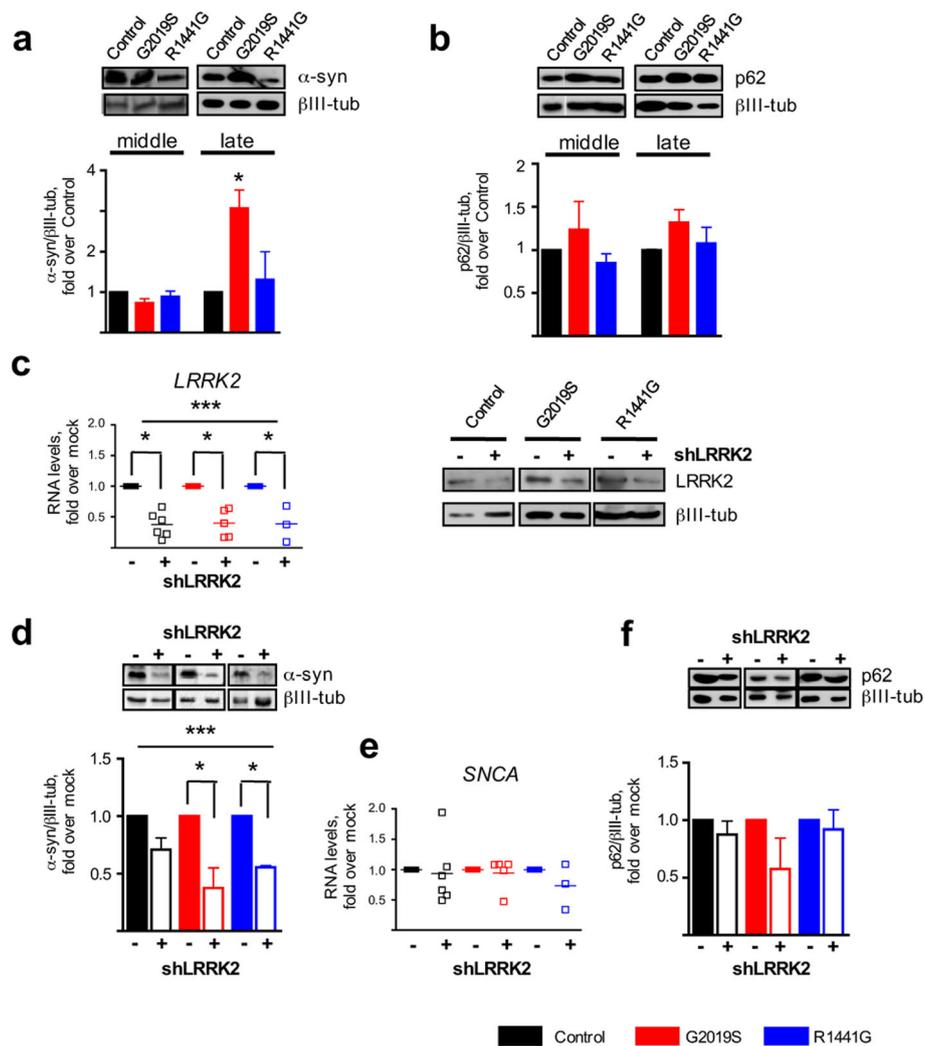 a
Control G2019S R1441G Control G2019S R1441G
α-syn
βIII-tub
middle late
α-syn/βIII-tub,
fold over Control
4
2
1
*
b
Control G2019S R1441G Control G2019S R1441G
p62
βIII-tub
middle late
p62/βIII-tub,
fold over Control
2
1.5
1
0.5
c
LRRK2
***
* * *
RNA levels,
fold over mock
2.0
1.5
1.0
0.5
- + - + - +
shLRRK2
Control G2019S R1441G
- + - + - + shLRRK2
LRRK2
βIII-tub
d
shLRRK2
- + - + - +
α-syn
βIII-tub
***
* *
α-syn/βIII-tub,
fold over mock
1.5
1.0
0.5
- + - + - +
shLRRK2
e
SNCA
RNA levels,
fold over mock
2.0
1.5
1.0
0.5
- + - + - +
shLRRK2
f
shLRRK2
- + - + - +
p62
βIII-tub
p62/βIII-tub,
fold over mock
1.5
1.0
0.5
- + - + - +
shLRRK2
Control G2019S R1441G